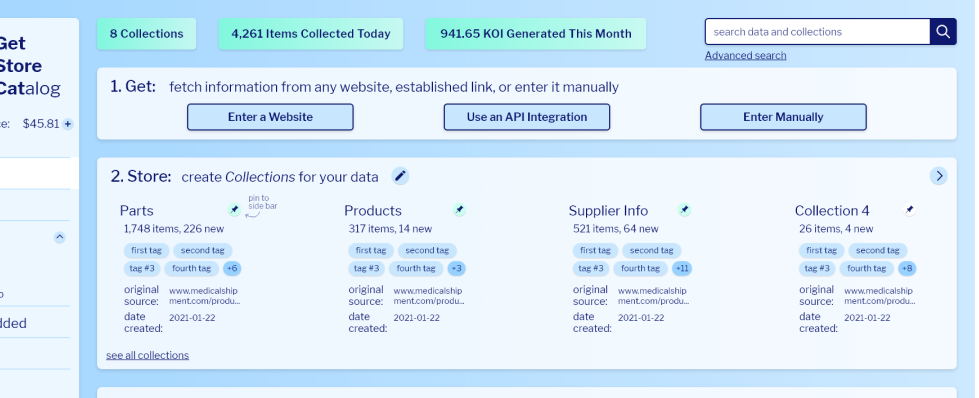 Get
Store
Catalog
$45.81 +
8 Collections
4,261 Items Collected Today
941.65 KOI Generated This Month
search data and collections
Advanced search
1. Get: fetch information from any website, established link, or enter it manually
Enter a Website
Use an API Integration
Enter Manually
2. Store: create Collections for your data
pin to
side bar
Parts
1,748 items, 226 new
first tag second tag
tag #3 fourth tag +6
original source: www.medicalship
ment.com/produ...
date created: 2021-01-22
Products
317 items, 14 new
first tag second tag
tag #3 fourth tag +3
original source: www.medicalship
ment.com/produ...
date created: 2021-01-22
Supplier Info
521 items, 64 new
first tag second tag
tag #3 fourth tag +11
original source: www.medicalship
ment.com/produ...
date created: 2021-01-22
Collection 4
26 items, 4 new
first tag second tag
tag #3 fourth tag +8
original source: www.medicalship
ment.com/produ...
date created: 2021-01-22
see all collections